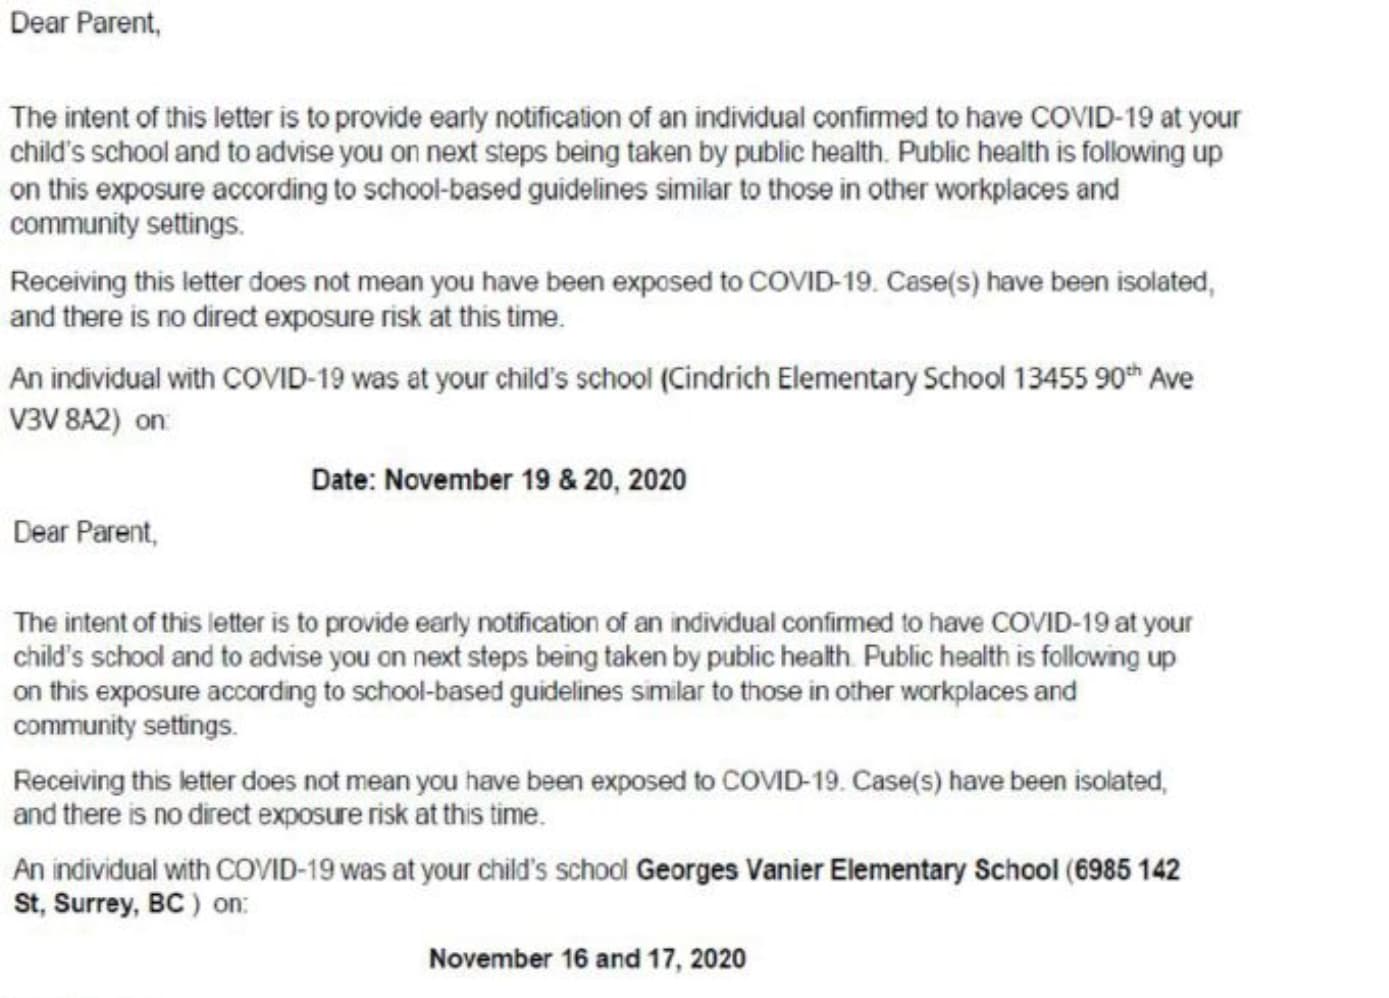 Dear Parent,
The intent of this letter is to provide early notification of an individual confirmed to have COVID-19 at your
child's school and to advise you on next steps being taken by public health. Public health is following up
on this exposure according to school-based guidelines similar to those in other workplaces and
community settings.
Receiving this letter does not mean you have been exposed to COVID-19. Case(s) have been isolated,
and there is no direct exposure risk at this time.
An individual with COVID-19 was at your child's school (Cindrich Elementary School 13455 90th Ave
V3V 8A2) on:
Date: November 19 & 20, 2020
Dear Parent,
The intent of this letter is to provide early notification of an individual confirmed to have COVID-19 at your
child's school and to advise you on next steps being taken by public health. Public health is following up
on this exposure according to school-based guidelines similar to those in other workplaces and
community settings.
Receiving this letter does not mean you have been exposed to COVID-19. Case(s) have been isolated,
and there is no direct exposure risk at this time.
An individual with COVID-19 was at your child's school Georges Vanier Elementary School (6985 142
St, Surrey, BC ) on:
November 16 and 17, 2020